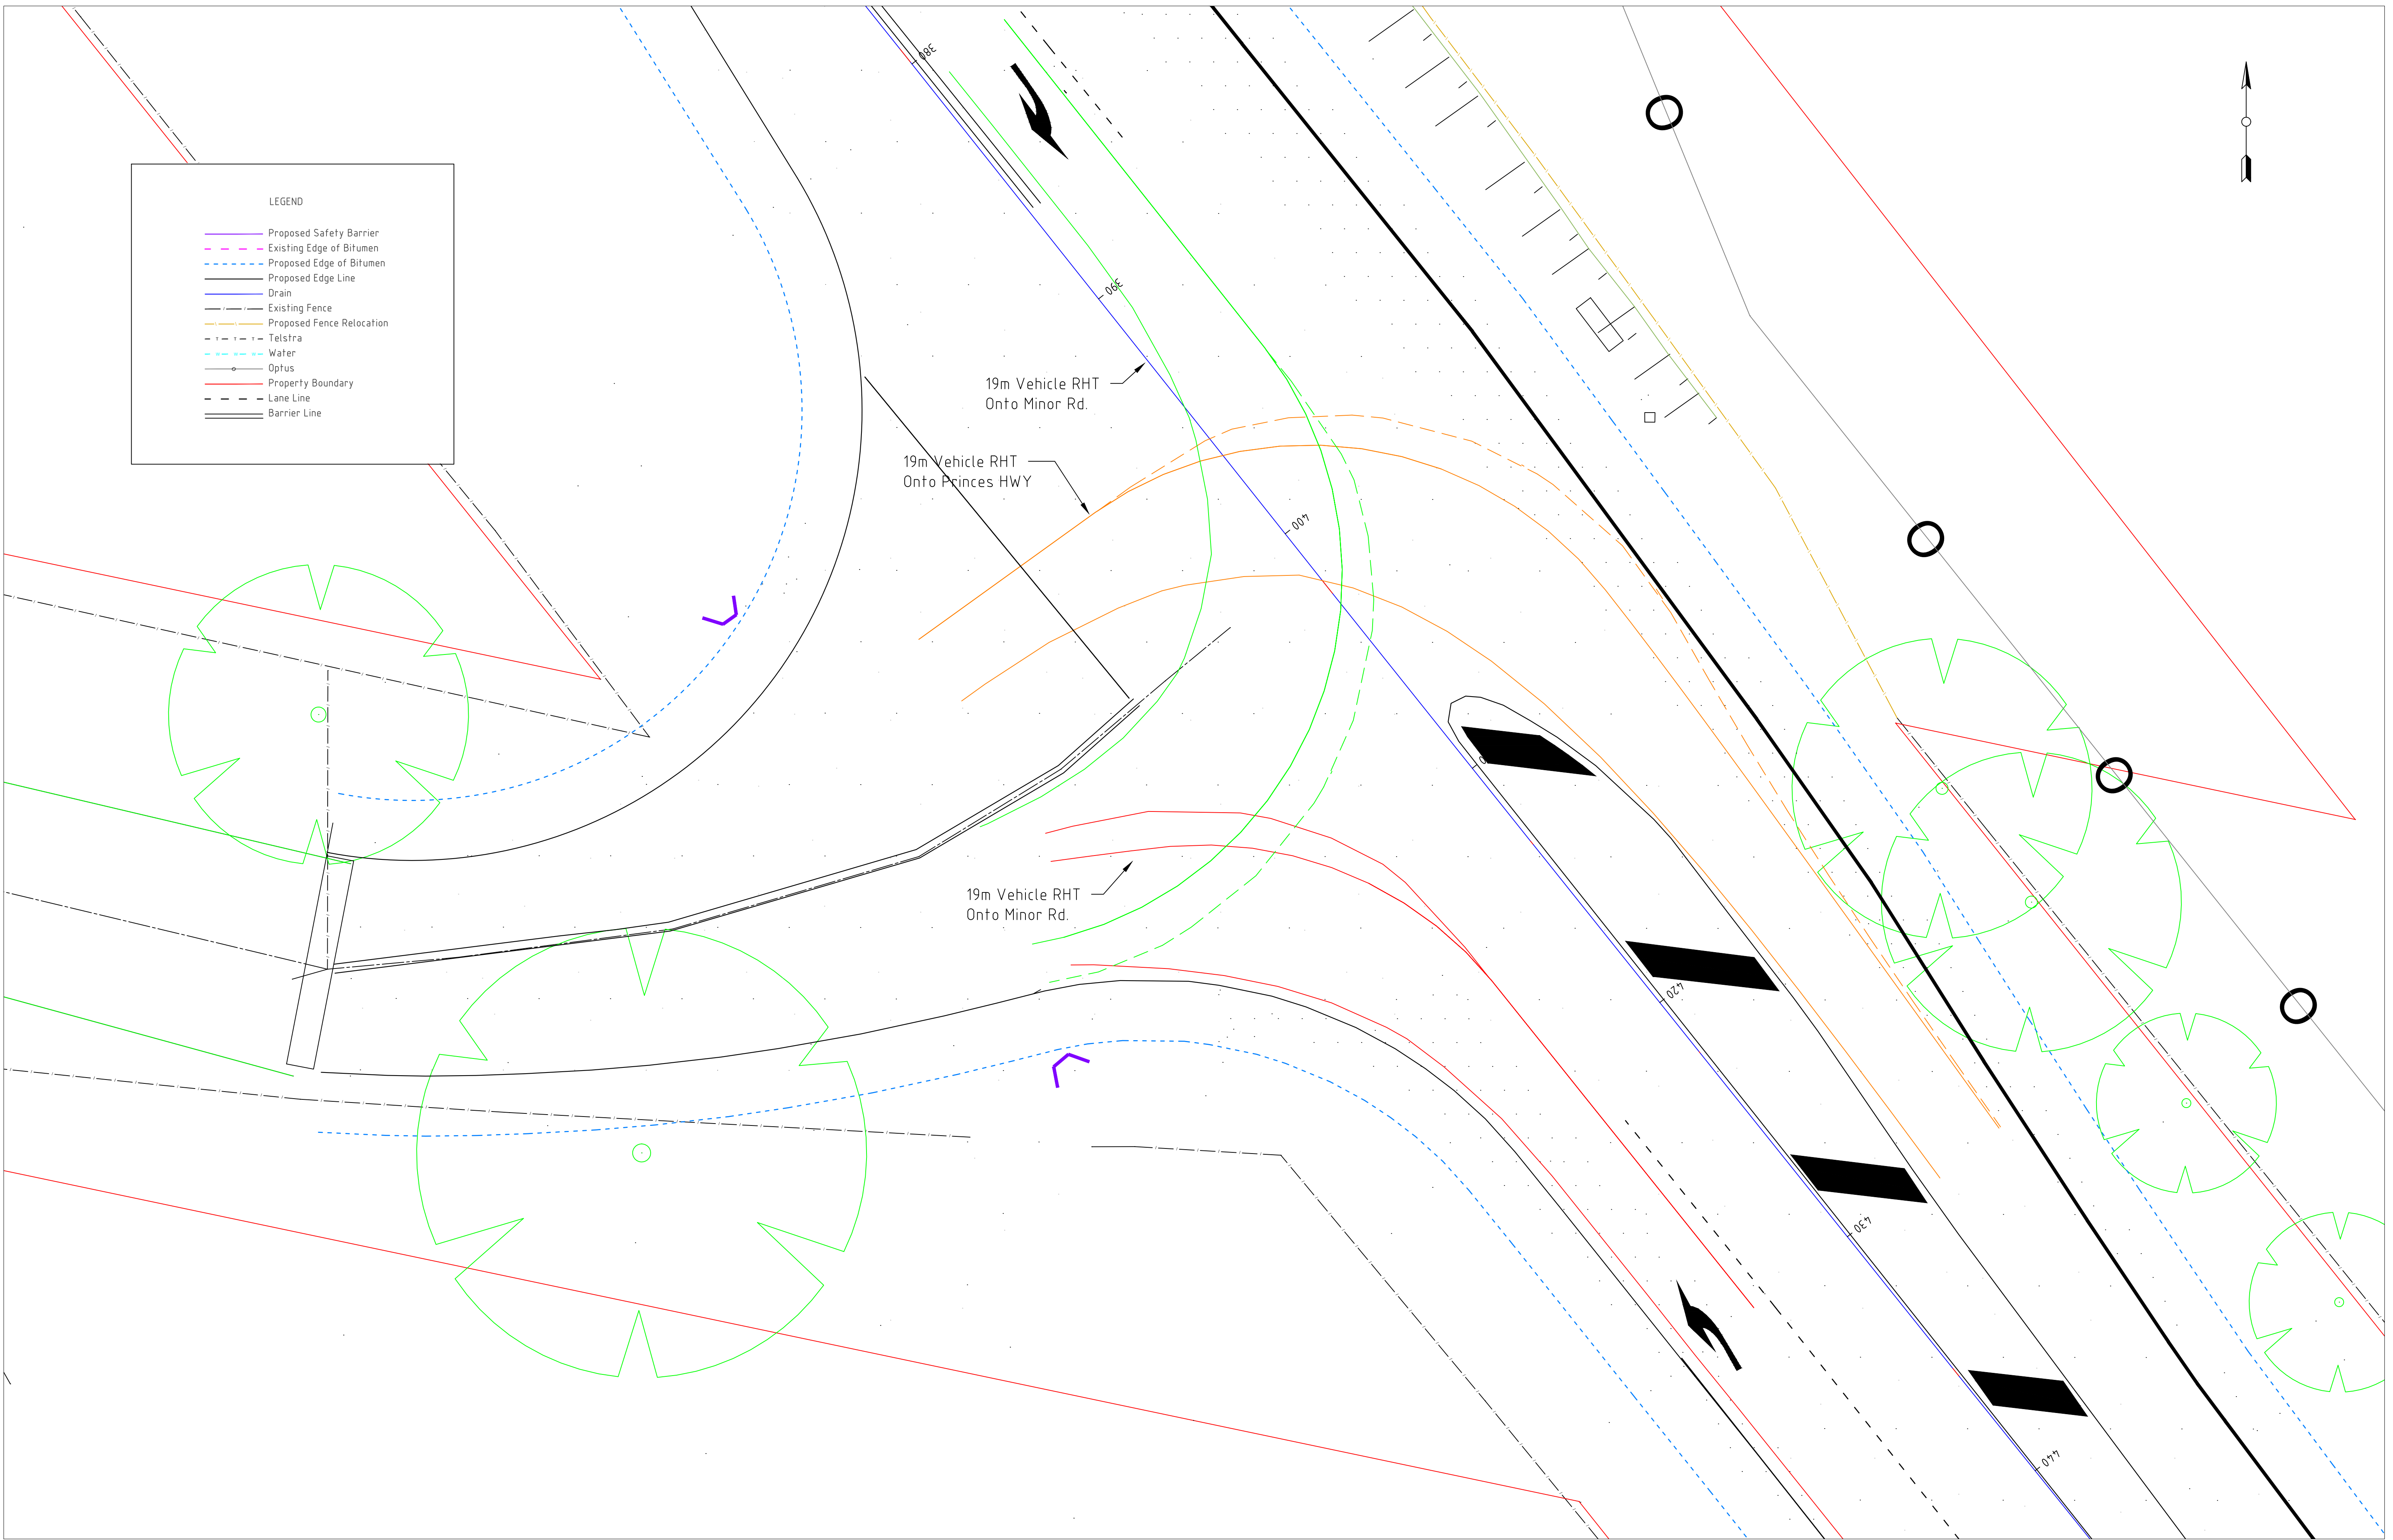 LEGEND
Proposed Safety Barrier
Existing Edge of Bitumen
Proposed Edge of Bitumen
Proposed Edge Line
Drain
Existing Fence
Proposed Fence Relocation
Telstra
Water
Optus
Property Boundary
Lane Line
Barrier Line
380
390
19m Vehicle RHT
Onto Minor Rd.
19m Vehicle RHT
Onto Princes HWY
400
19m Vehicle RHT
Onto Minor Rd.
420
430
440